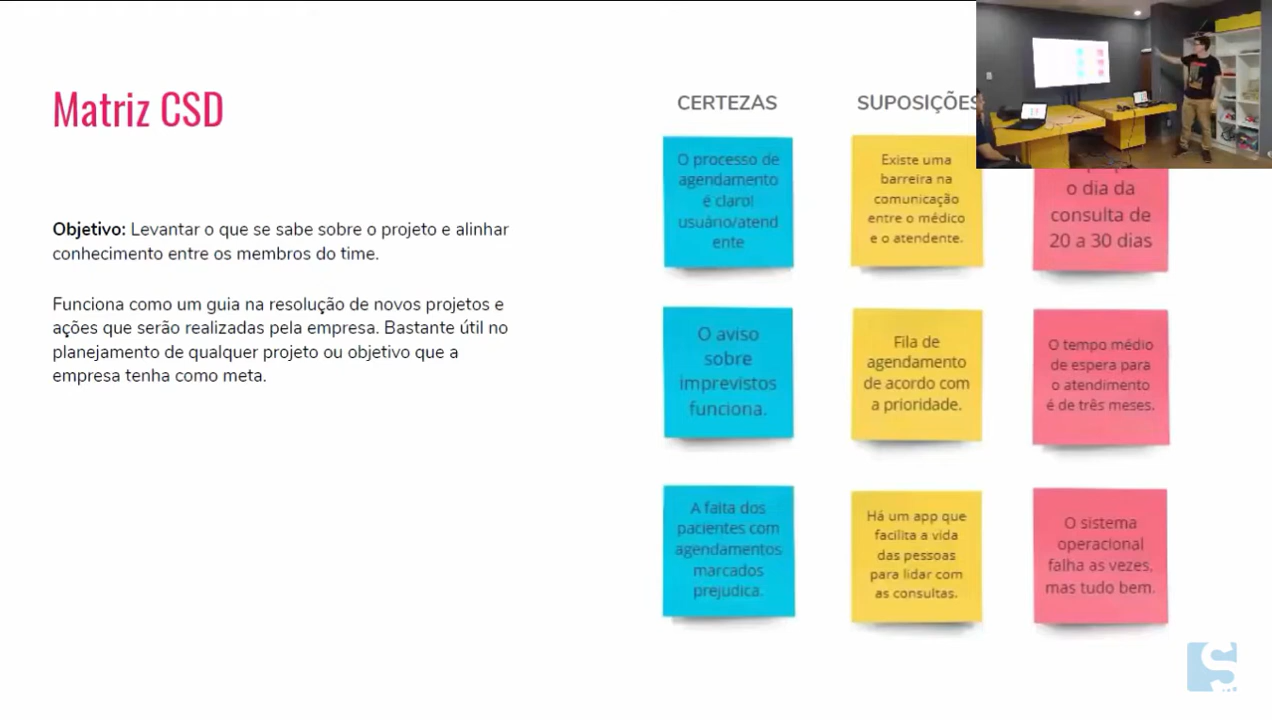 Matriz CSD
Objetivo: Levantar o que se sabe sobre o projeto e alinhar
conhecimento entre os membros do time.
Funciona como um guia na resolução de novos projetos e
ações que serão realizadas pela empresa. Bastante útil no
planejamento de qualquer projeto ou objetivo que a
empresa tenha como meta.
CERTEZAS
O processo de
agendamento
é claro!
usuário/atend
ente
O aviso
sobre
imprevistos
funciona.
A falta dos
pacientes com
agendamentos
marcados
prejudica.
SUPOSIÇÕES
Existe uma
barreira na
comunicação
entre o médico
e o atendente.
Fila de
agendamento
de acordo com
a prioridade.
Há um app que
facilita a vida
das pessoas
para lidar com
as consultas.
o dia da
consulta de
20 a 30 dias
O tempo médio
de espera para
o atendimento
é de três meses.
O sistema
operacional
falha as vezes,
mas tudo bem.
S